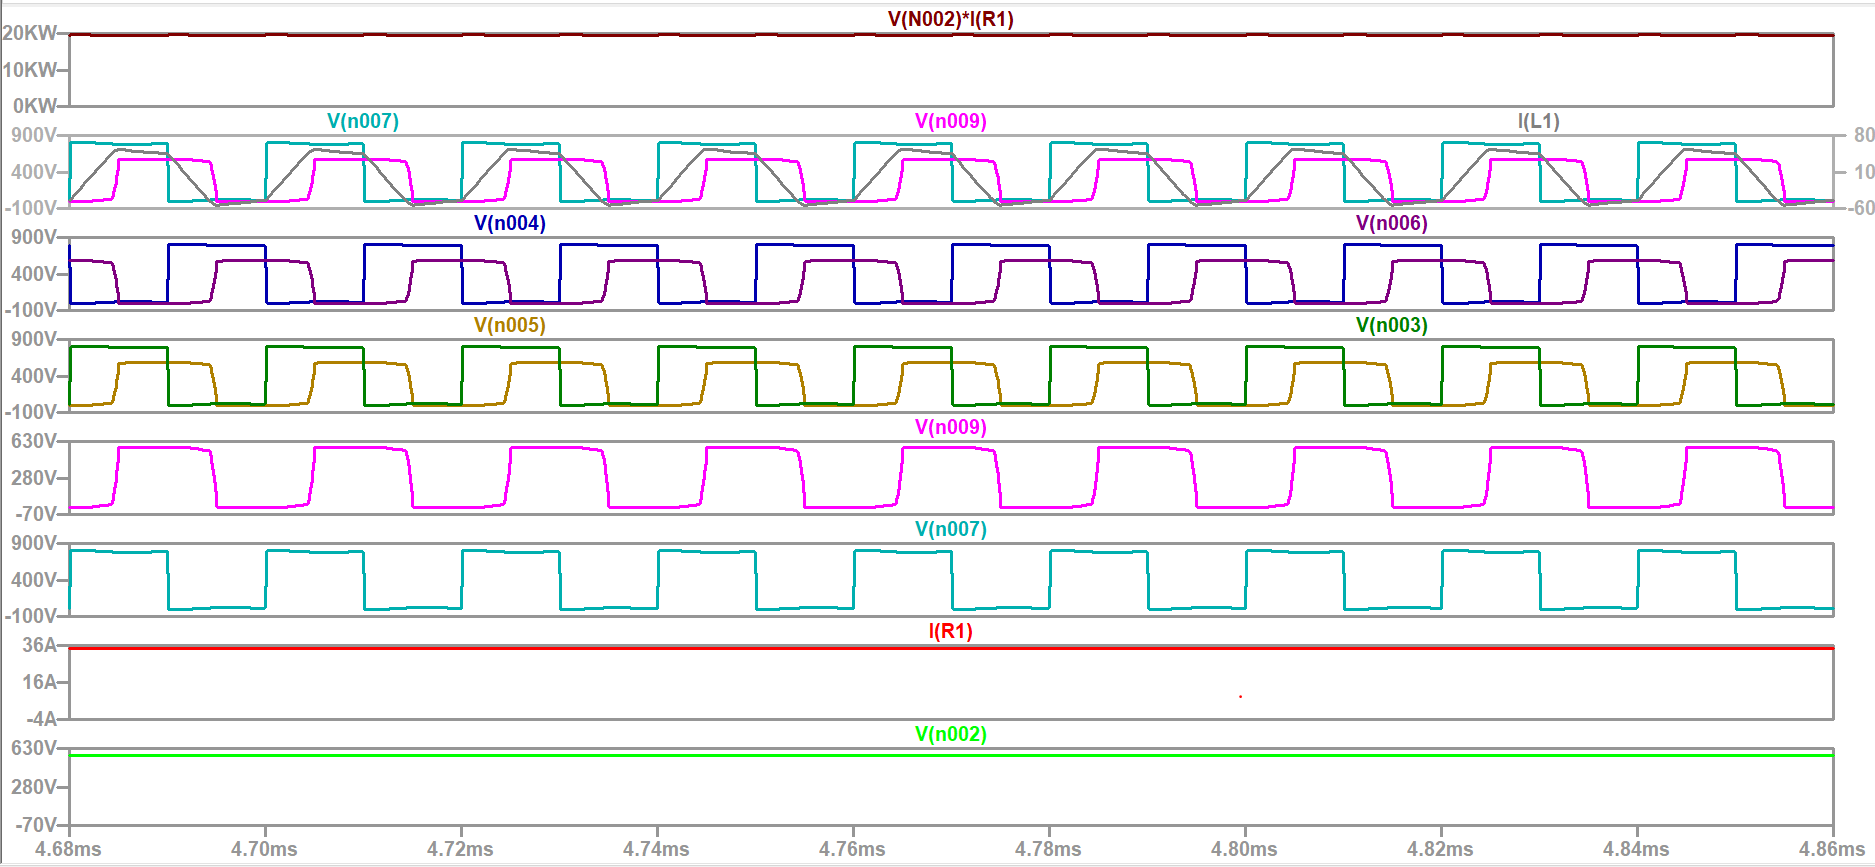 V(N002)*I(R1)
20KW
10KW
0KW
V(n007) V(n009) I(L1)
900V 80
400V 10
-100V -60
V(n004) V(n006)
900V
400V
-100V
V(n005) V(n003)
900V
400V
-100V
V(n009)
630V
280V
-70V
V(n007)
900V
400V
-100V
I(R1)
36A
16A
-4A
V(n002)
630V
280V
-70V
4.68ms 4.70ms 4.72ms 4.74ms 4.76ms 4.78ms 4.80ms 4.82ms 4.84ms 4.86ms